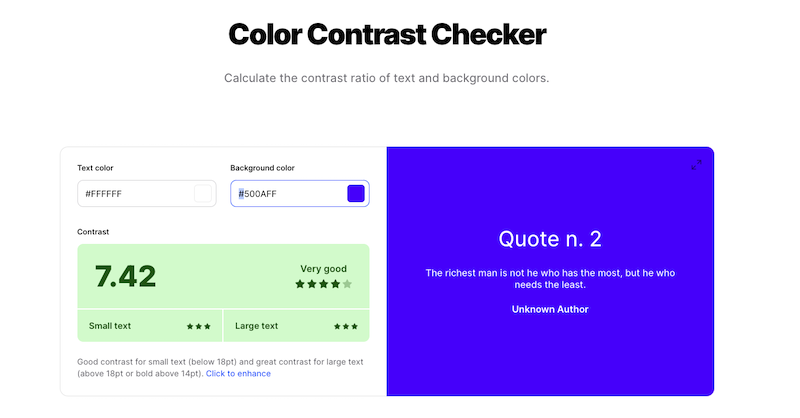 Color Contrast Checker
Calculate the contrast ratio of text and background colors.
Text color
#FFFFFF
Background color
#500AFF
Contrast
7.42
Very good
Small text
Large text
Good contrast for small text (below 18pt) and great contrast for large text
(above 18pt or bold above 14pt). Click to enhance
Quote n. 2
The richest man is not he who has the most, but he who
needs the least.
Unknown Author